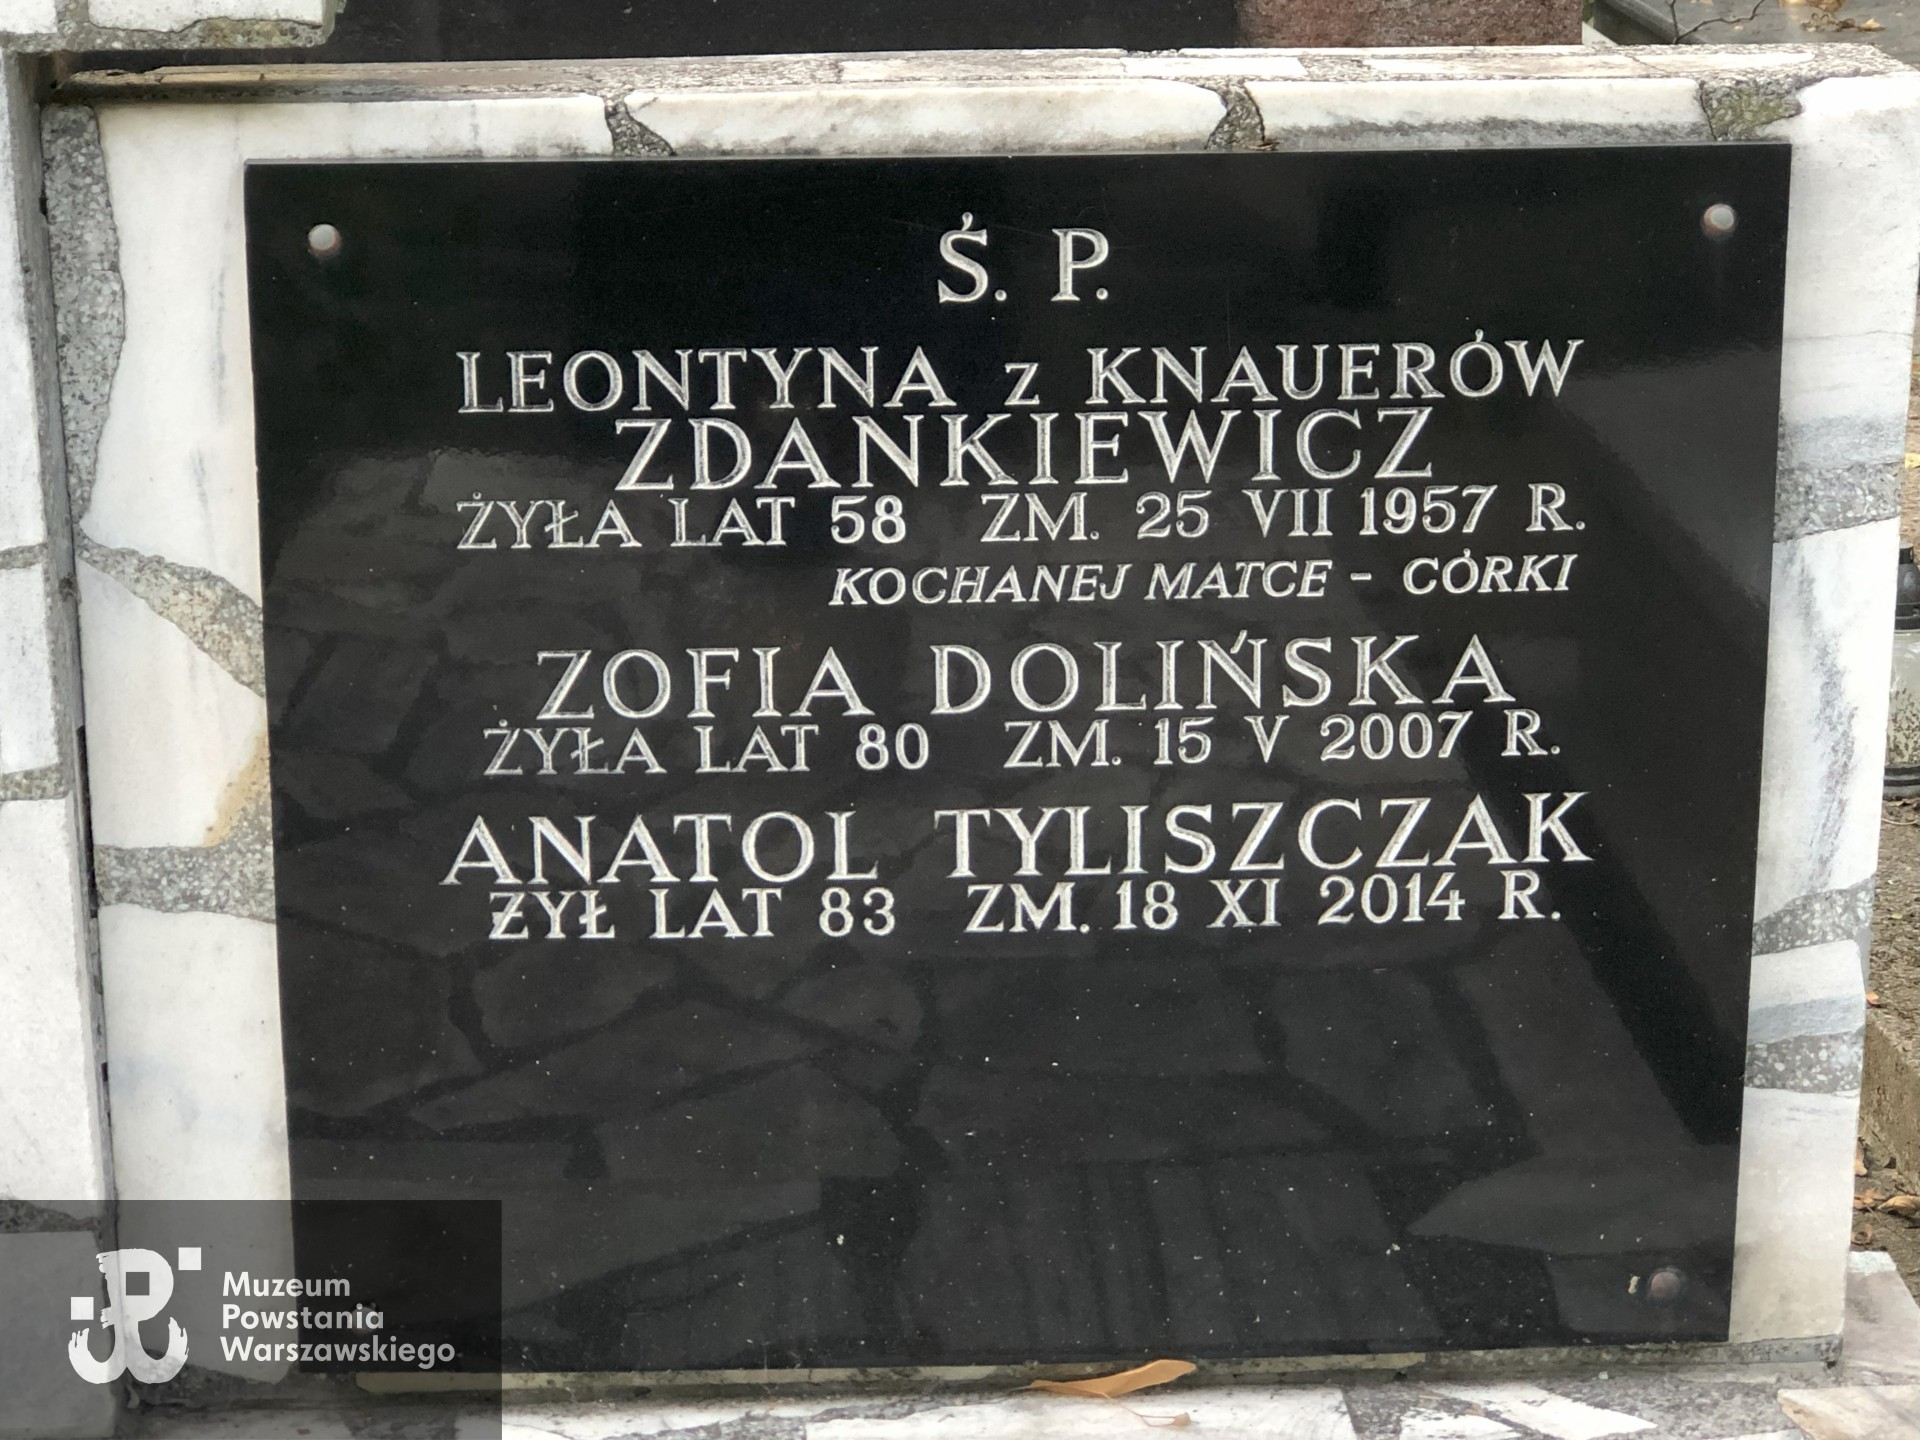 Ś. P.
LEONTYNA z KNAUERÓW
ZDANKIEWICZ
ŻYŁA LAT 58 ZM. 25 VII 1957 R.
KOCHANEJ MATCE - CÓRKI
ZOFIA DOLIŃSKA
ŻYŁA LAT 80 ZM. 15 V 2007 R.
ANATOL TYLISZCZAK
ŻYŁ LAT 83 ZM. 18 XI 2014 R.
Muzeum
Powstania
Warszawskiego